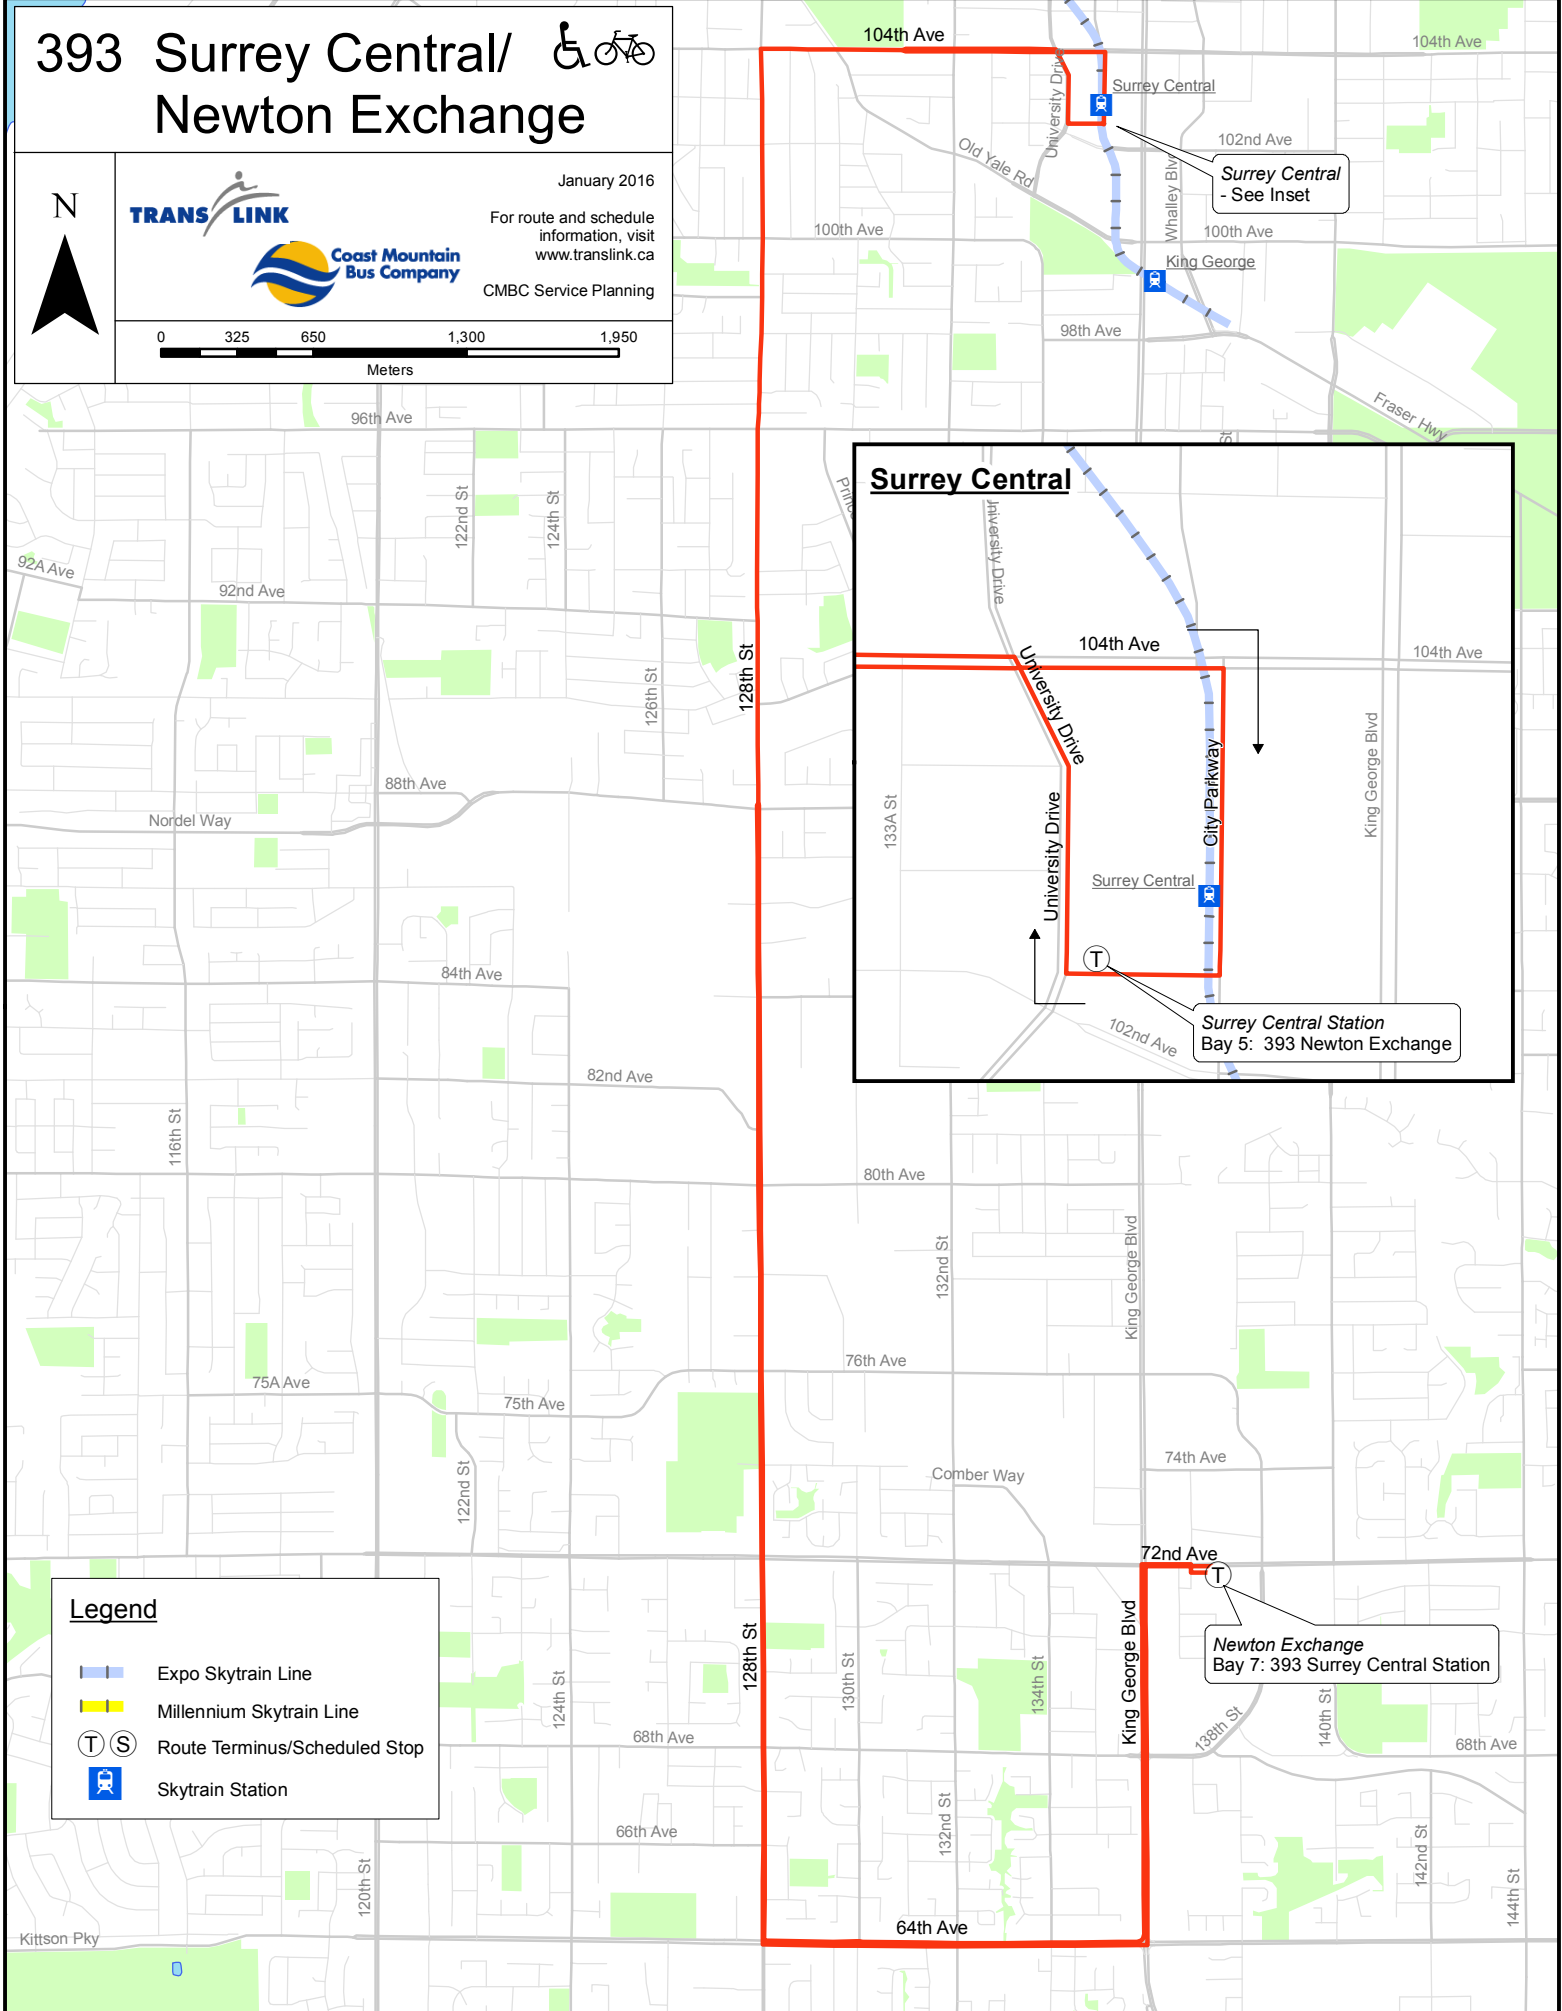 393 Surrey Central/
Newton Exchange
N
TRANS LINK
Coast Mountain
Bus Company
January 2016
For route and schedule
information, visit
www.translink.ca
CMBC Service Planning
0 325 650 1,300 1,950
Meters
104th Ave
104th Ave
University Drive
Surrey Central
Old Yale Rd
102nd Ave
Surrey Central
- See Inset
Whalley Blvd
100th Ave
100th Ave
King George
98th Ave
Fraser Hwy
96th Ave
122nd St
124th St
St
92A Ave
92nd Ave
126th St
128th St
88th Ave
Nordel Way
84th Ave
82nd Ave
116th St
Surrey Central
University Drive
104th Ave
104th Ave
University Drive
University Drive
City Parkway
133A St
King George Blvd
Surrey Central
T
Surrey Central Station
Bay 5: 393 Newton Exchange
102nd Ave
80th Ave
132nd St
King George Blvd
76th Ave
75A Ave
75th Ave
74th Ave
Comber Way
122nd St
72nd Ave
T
Newton Exchange
Bay 7: 393 Surrey Central Station
King George Blvd
128th St
130th St
134th St
138th St
140th St
124th St
68th Ave
68th Ave
66th Ave
132nd St
142nd St
144th St
120th St
64th Ave
Kittson Pky
Legend
Expo Skytrain Line
Millennium Skytrain Line
T S Route Terminus/Scheduled Stop
Skytrain Station